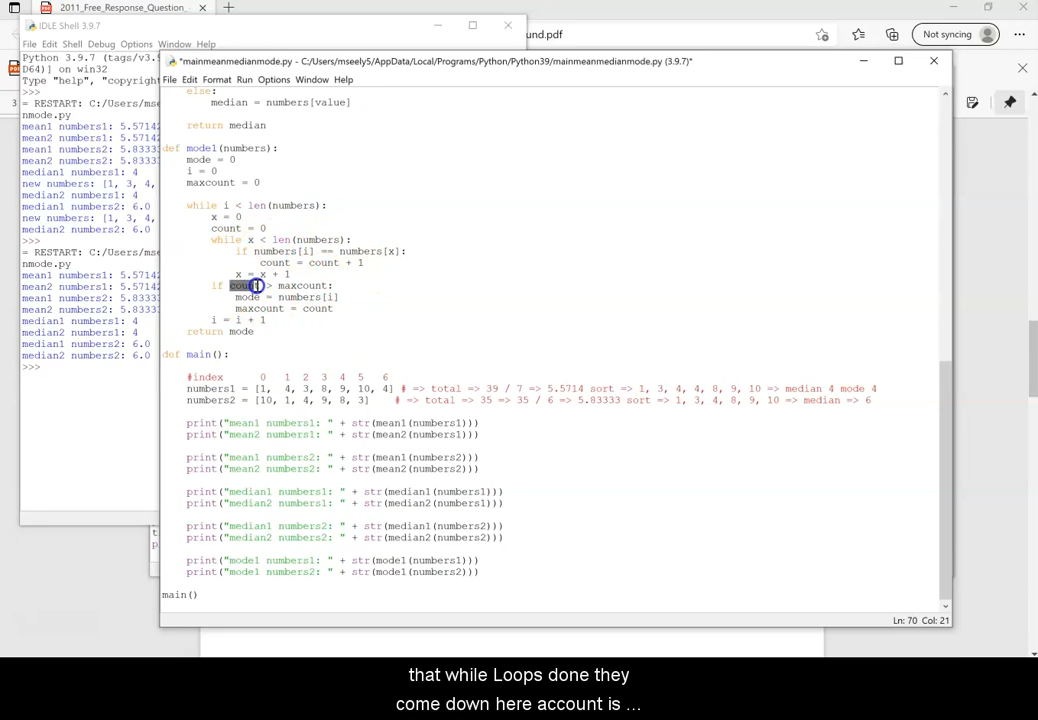 2011_Free_Response_Question_
IDLE Shell 3.9.7
File Edit Shell Debug Options Window Help
Not syncing
und.pdf
Python 3.9.7 (tags/v3.9
D64)] on win32
Type "help", "copyright
>>>
= RESTART: C:/Users/mse
nmode.py
mean1 numbers1: 5.57142
mean2 numbers1: 5.57142
mean1 numbers2: 5.83333
mean2 numbers2: 5.83333
median1 numbers1: 4
new numbers: [1, 3, 4,
median2 numbers1: 4
median1 numbers2: 6.0
new numbers: [1, 3, 4,
median2 numbers2: 6.0
>>>
= RESTART: C:/Users/mse
nmode.py
mean1 numbers1: 5.57142
mean2 numbers1: 5.57142
mean1 numbers2: 5.83333
mean2 numbers2: 5.83333
median1 numbers1: 4
median2 numbers1: 4
median1 numbers2: 6.0
median2 numbers2: 6.0
>>>
*mainmeanmedianmode.py - C:/Users/mseely5/AppData/Local/Programs/Python/Python39/mainmeanmedianmode.py (3.9.7)*
File Edit Format Run Options Window Help
else:
median = numbers[value]
return median
def mode1(numbers):
mode = 0
i = 0
maxcount = 0
while i < len(numbers):
x = 0
count = 0
while x < len(numbers):
if numbers[i] == numbers[x]:
count = count + 1
x = x + 1
if count > maxcount:
mode = numbers[i]
maxcount = count
i = i + 1
return mode
def main():
#index 0 1 2 3 4 5 6
numbers1 = [1, 4, 3, 8, 9, 10, 4] # => total => 39 / 7 => 5.5714 sort => 1, 3, 4, 4, 8, 9, 10 => median 4 mode 4
numbers2 = [10, 1, 4, 9, 8, 3] # => total => 35 => 35 / 6 => 5.83333 sort => 1, 3, 4, 8, 9, 10 => median => 6
print("mean1 numbers1: " + str(mean1(numbers1)))
print("mean2 numbers1: " + str(mean2(numbers1)))
print("mean1 numbers2: " + str(mean1(numbers2)))
print("mean2 numbers2: " + str(mean2(numbers2)))
print("median1 numbers1: " + str(median1(numbers1)))
print("median2 numbers1: " + str(median2(numbers1)))
print("median1 numbers2: " + str(median1(numbers2)))
print("median2 numbers2: " + str(median2(numbers2)))
print("mode1 numbers1: " + str(mode1(numbers1)))
print("mode1 numbers2: " + str(mode1(numbers2)))
main()
Ln: 70 Col: 21
that while Loops done they
come down here account is ...